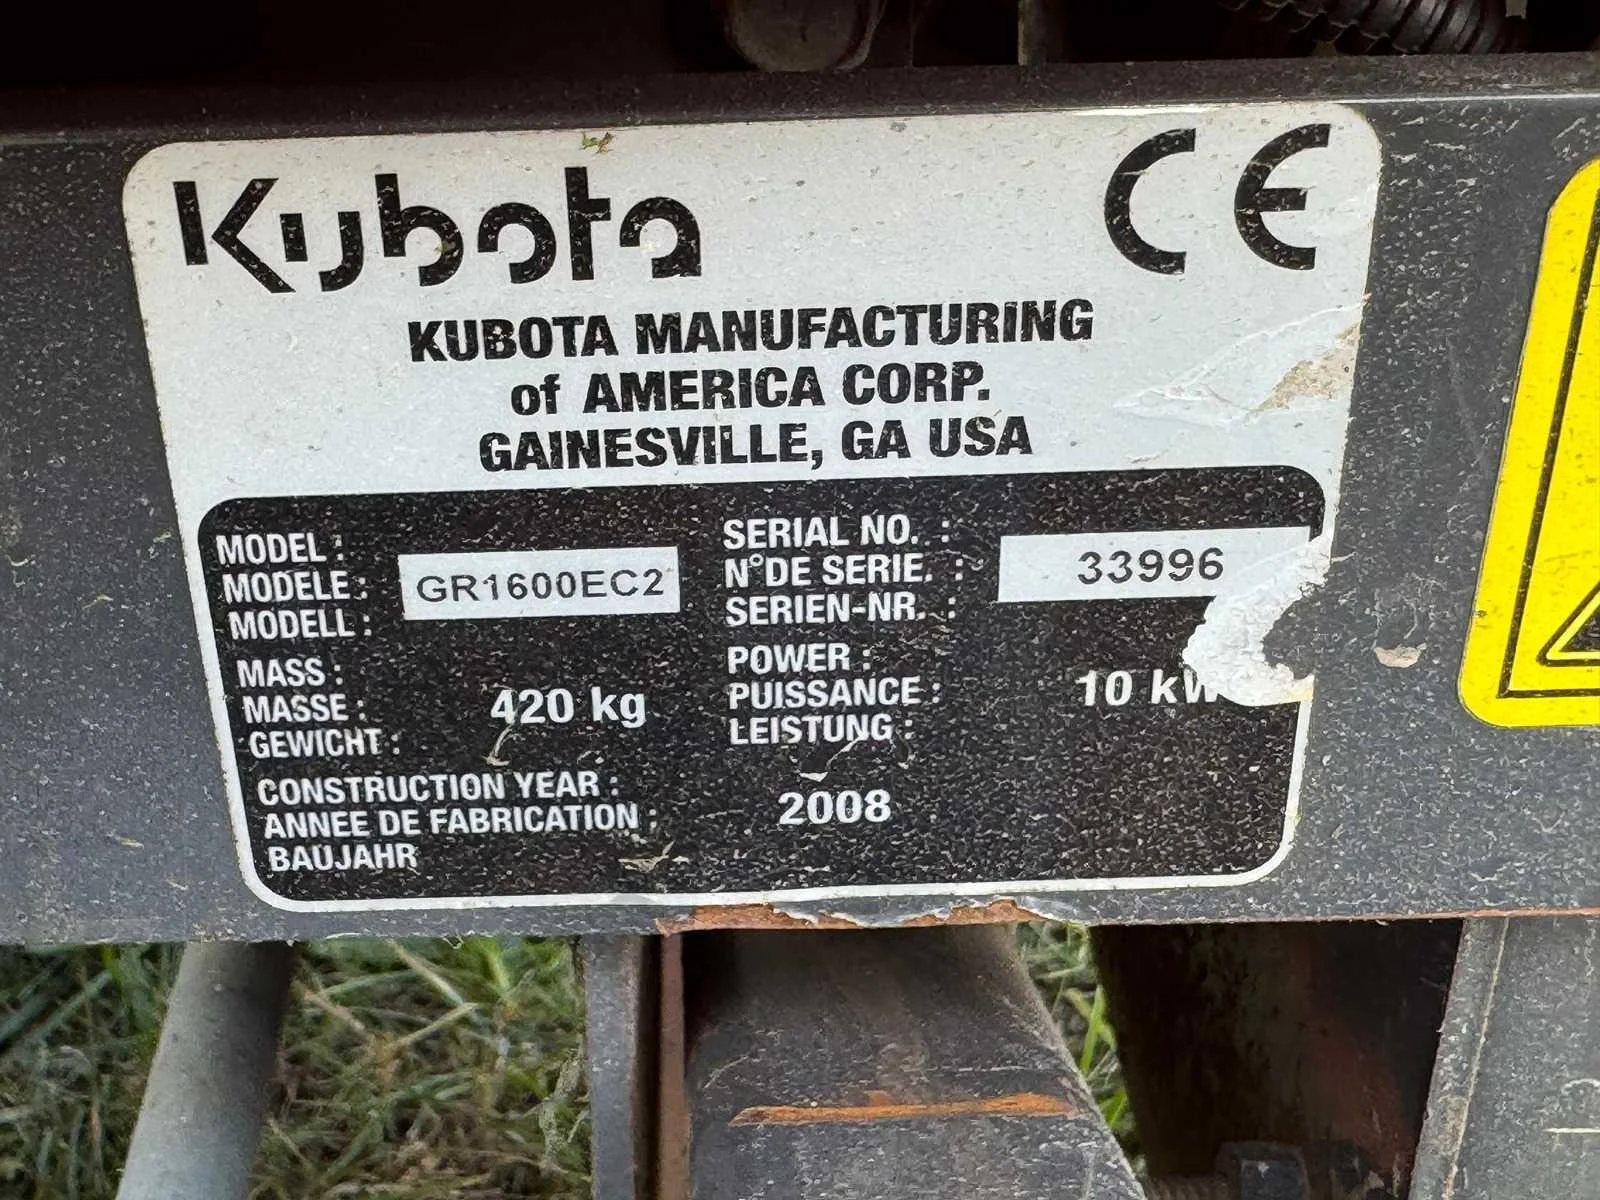 Kubota CE
KUBOTA MANUFACTURING
of AMERICA CORP.
GAINESVILLE, GA USA
MODEL :
MODELE : GR1600EC2
MODELL :
SERIAL NO. :
N°DE SERIE. : 33996
SERIEN-NR. :
MASS :
MASSE : 420 kg
GEWICHT :
POWER :
PUISSANCE : 10 kW
LEISTUNG :
CONSTRUCTION YEAR :
ANNEE DE FABRICATION : 2008
BAUJAHR